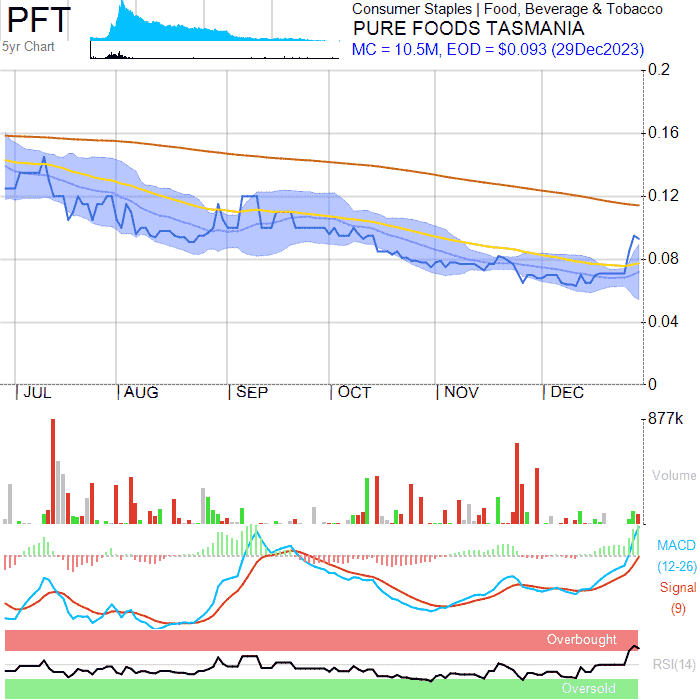 PFT
5yr Chart
Consumer Staples | Food, Beverage & Tobacco
PURE FOODS TASMANIA
MC = 10.5M, EOD = $0.093 (29Dec2023)
0.2
0.16
0.12
0.08
0.04
0
JUL AUG SEP OCT NOV DEC
877k
Volume
MACD
(12-26)
Signal
(9)
Overbought
RSI(14)
Oversold